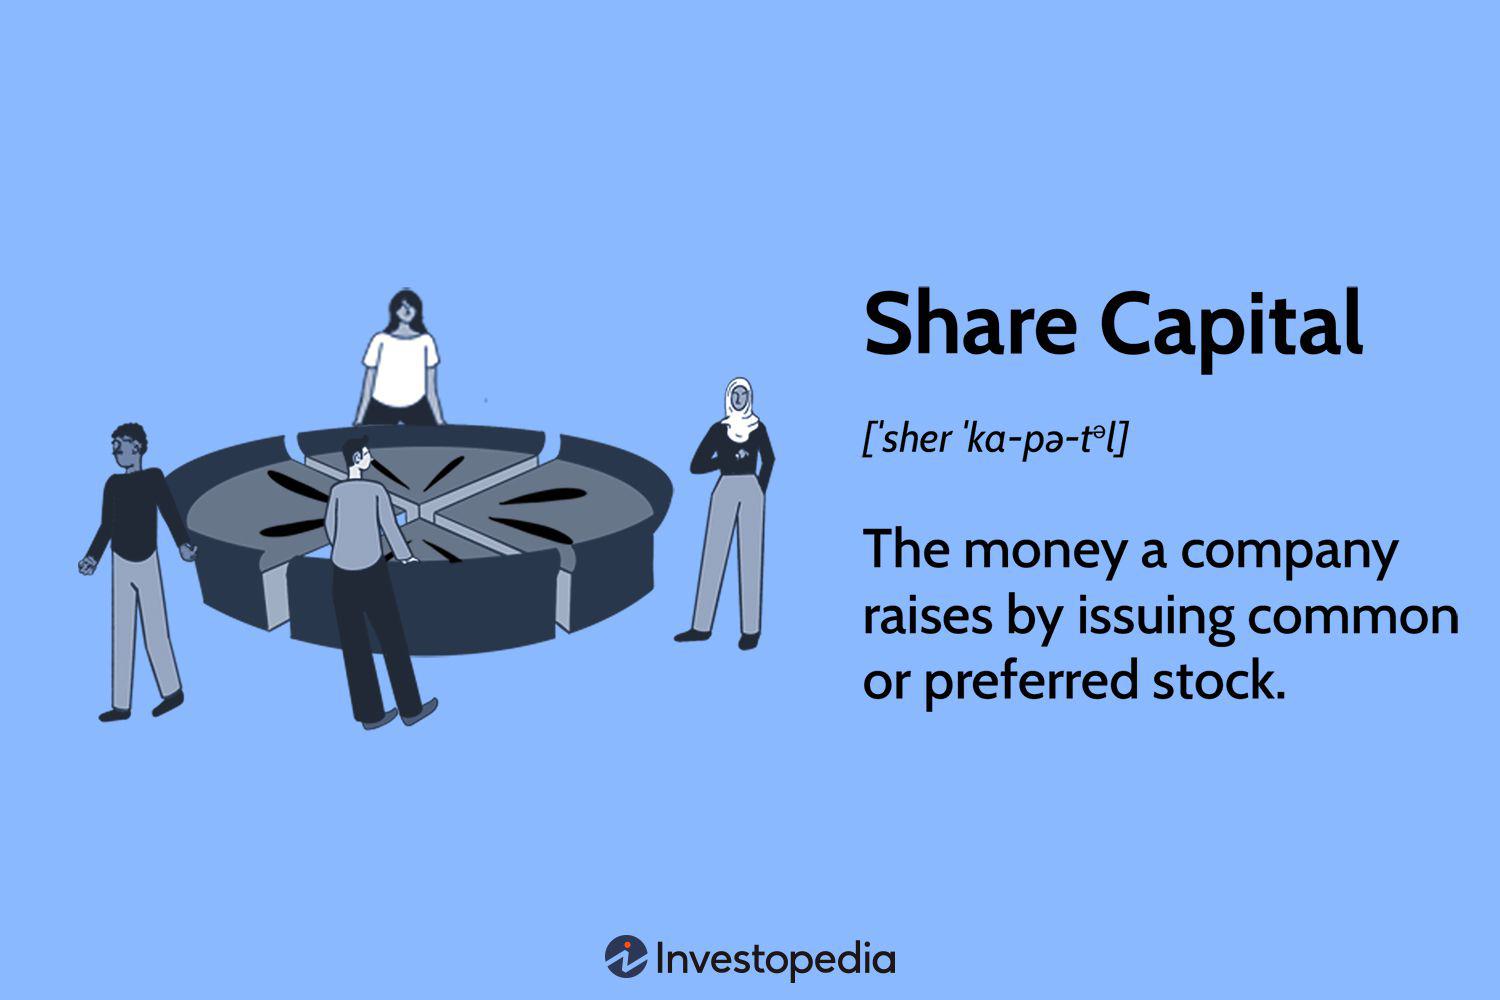 Share Capital
[ˈsher ˈka-pə-tᵊl]
The money a company
raises by issuing common
or preferred stock.
Investopedia